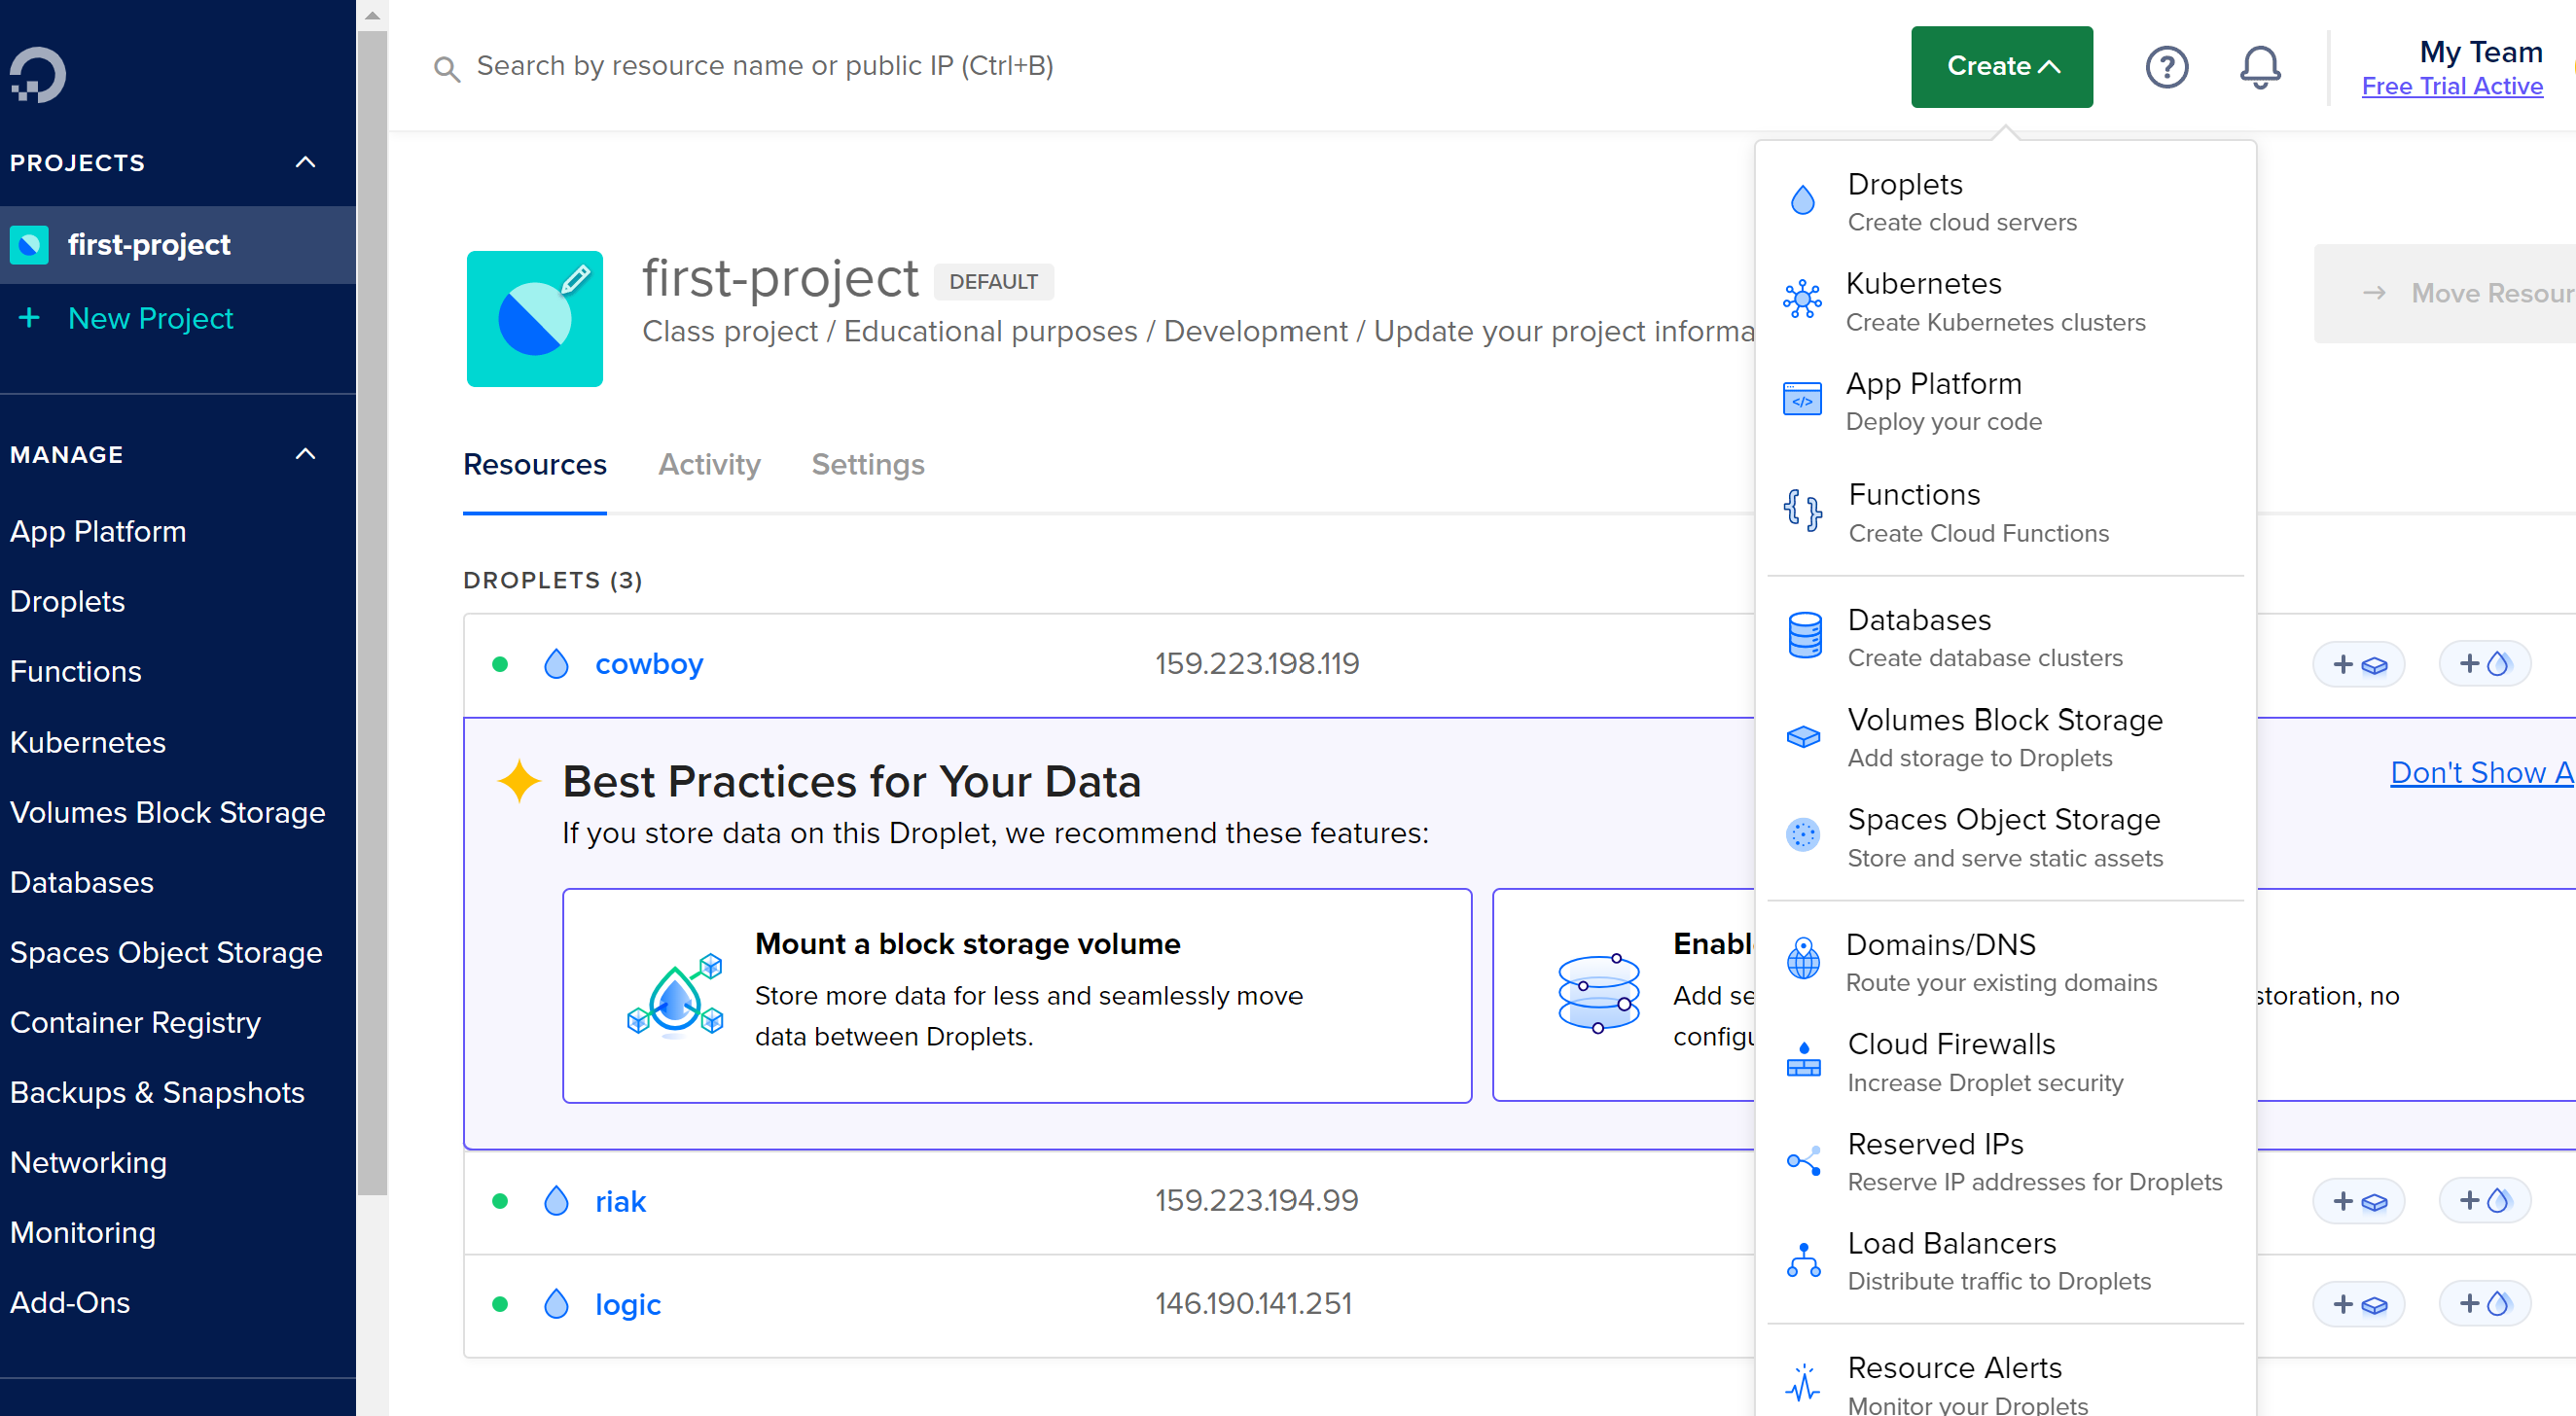 Search by resource name or public IP (Ctrl+B)
Create
?
My Team
Free Trial Active
PROJECTS
first-project
New Project
MANAGE
App Platform
Droplets
Functions
Kubernetes
Volumes Block Storage
Databases
Spaces Object Storage
Container Registry
Backups & Snapshots
Networking
Monitoring
Add-Ons
first-project DEFAULT
Class project / Educational purposes / Development / Update your project informa
→ Move Resour
Resources Activity Settings
DROPLETS (3)
cowboy 159.223.198.119
Best Practices for Your Data
Don't Show A
If you store data on this Droplet, we recommend these features:
Mount a block storage volume
Store more data for less and seamlessly move
data between Droplets.
Enabl
Add se
storation, no
configu
riak 159.223.194.99
logic 146.190.141.251
Droplets
Create cloud servers
Kubernetes
Create Kubernetes clusters
App Platform
Deploy your code
Functions
Create Cloud Functions
Databases
Create database clusters
Volumes Block Storage
Add storage to Droplets
Spaces Object Storage
Store and serve static assets
Domains/DNS
Route your existing domains
Cloud Firewalls
Increase Droplet security
Reserved IPs
Reserve IP addresses for Droplets
Load Balancers
Distribute traffic to Droplets
Resource Alerts
Monitor your Droplets